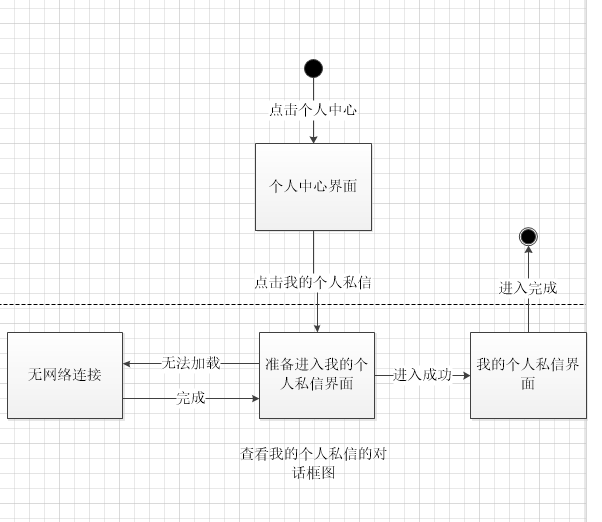 点击个人中心
个人中心界面
点击我的个人私信
进入完成
无网络连接
无法加载
完成
准备进入我的个
人私信界面
进入成功
我的个人私信界
面
查看我的个人私信的对
话框图